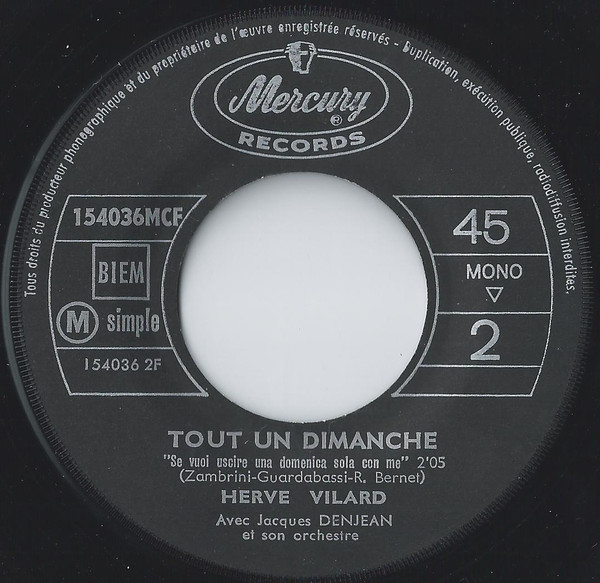 Tous droits du producteur phonographique et du propriétaire de l'œuvre enregistrée réservés - Duplication, exécution publique, radiodiffusion interdites.
Mercury
®
RECORDS
154036MCF
BIEM
M simple
154036 2F
45
MONO
▽
2
TOUT UN DIMANCHE
"Se vuoi uscire una domenica sola con me" 2'05
(Zambrini-Guardabassi-R. Bernet)
HERVE VILARD
Avec Jacques DENJEAN
et son orchestre